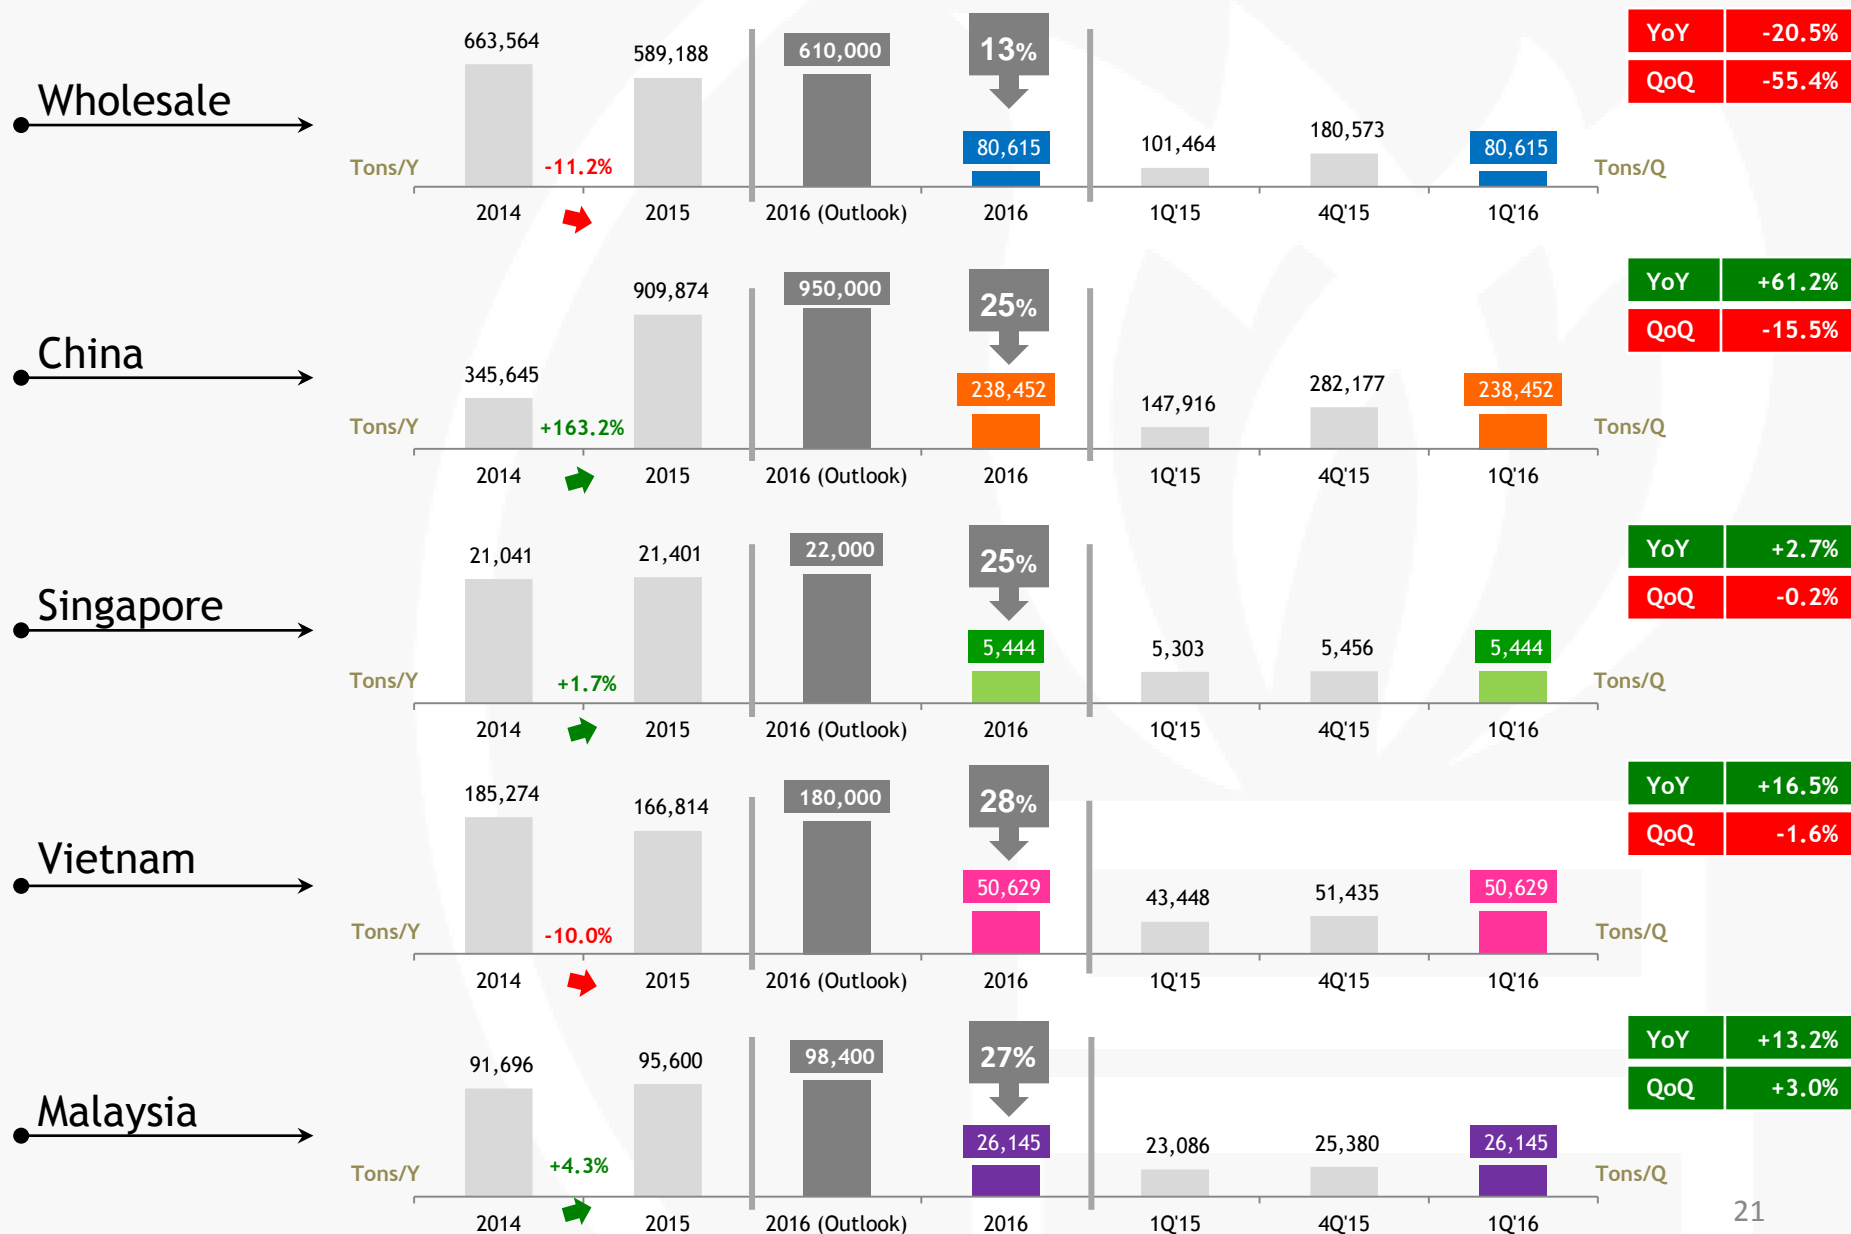 Wholesale
Tons/Y
663,564
-11.2%
589,188
610,000
13%
80,615
101,464
180,573
80,615
Tons/Q
YoY -20.5%
QoQ -55.4%
2014 2015 2016 (Outlook) 2016 1Q'15 4Q'15 1Q'16
China
Tons/Y
345,645
+163.2%
909,874
950,000
25%
238,452
147,916
282,177
238,452
Tons/Q
YoY +61.2%
QoQ -15.5%
2014 2015 2016 (Outlook) 2016 1Q'15 4Q'15 1Q'16
Singapore
Tons/Y
21,041
+1.7%
21,401
22,000
25%
5,444
5,303
5,456
5,444
Tons/Q
YoY +2.7%
QoQ -0.2%
2014 2015 2016 (Outlook) 2016 1Q'15 4Q'15 1Q'16
Vietnam
Tons/Y
185,274
-10.0%
166,814
180,000
28%
50,629
43,448
51,435
50,629
Tons/Q
YoY +16.5%
QoQ -1.6%
2014 2015 2016 (Outlook) 2016 1Q'15 4Q'15 1Q'16
Malaysia
Tons/Y
91,696
+4.3%
95,600
98,400
27%
26,145
23,086
25,380
26,145
Tons/Q
YoY +13.2%
QoQ +3.0%
2014 2015 2016 (Outlook) 2016 1Q'15 4Q'15 1Q'16
21